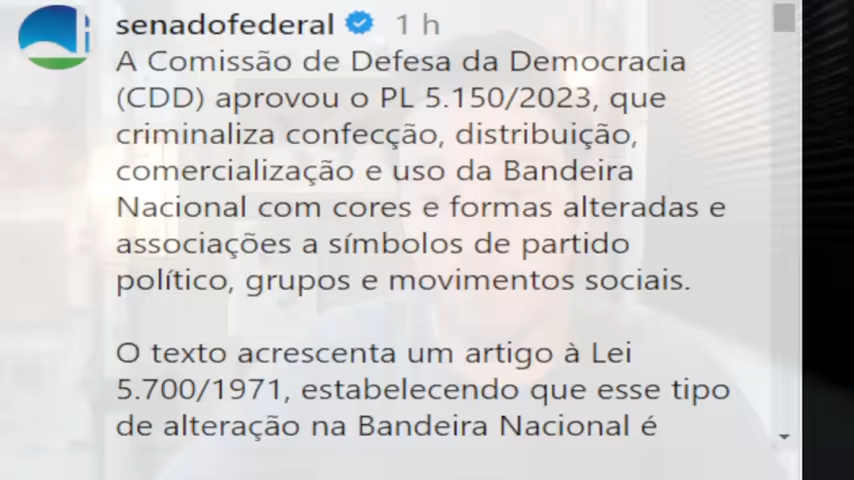 senadofederal 1 h
A Comissão de Defesa da Democracia
(CDD) aprovou o PL 5.150/2023, que
criminaliza confecção, distribuição,
comercialização e uso da Bandeira
Nacional com cores e formas alteradas e
associações a símbolos de partido
político, grupos e movimentos sociais.
O texto acrescenta um artigo à Lei
5.700/1971, estabelecendo que esse tipo
de alteração na Bandeira Nacional é